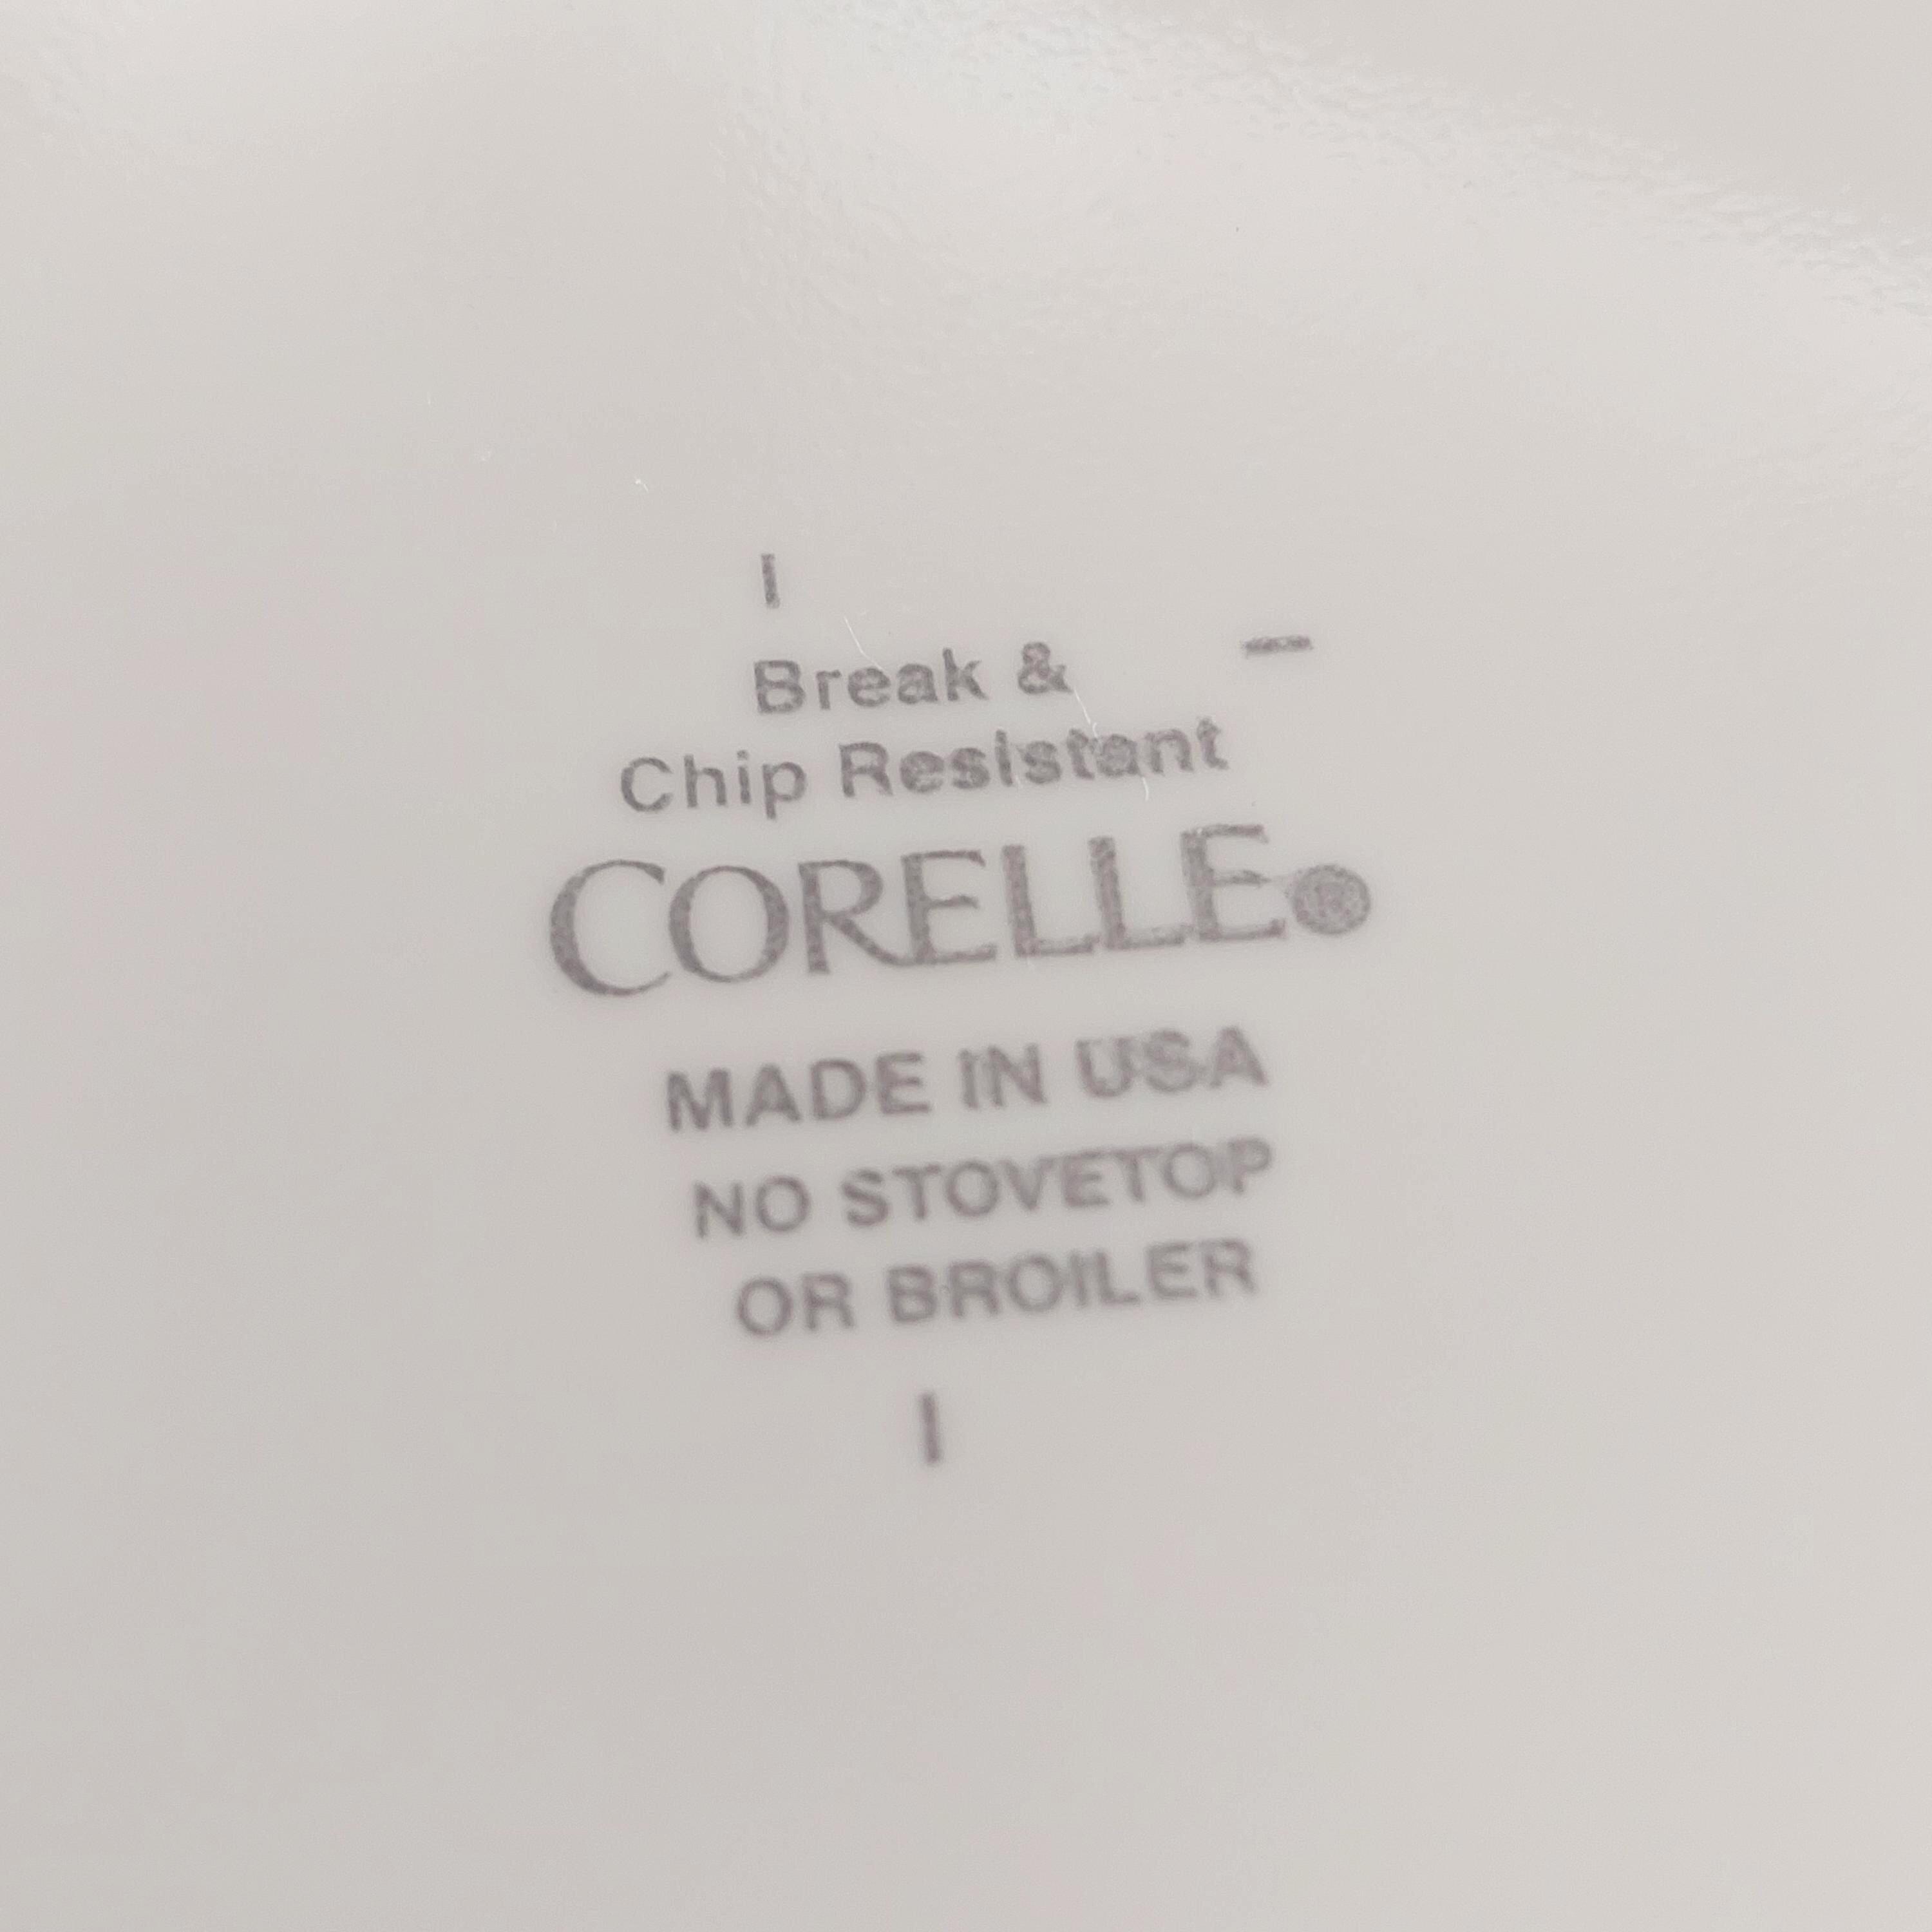 Break &
Chip Resistant
CORELLE®
MADE IN USA
NO STOVETOP
OR BROILER